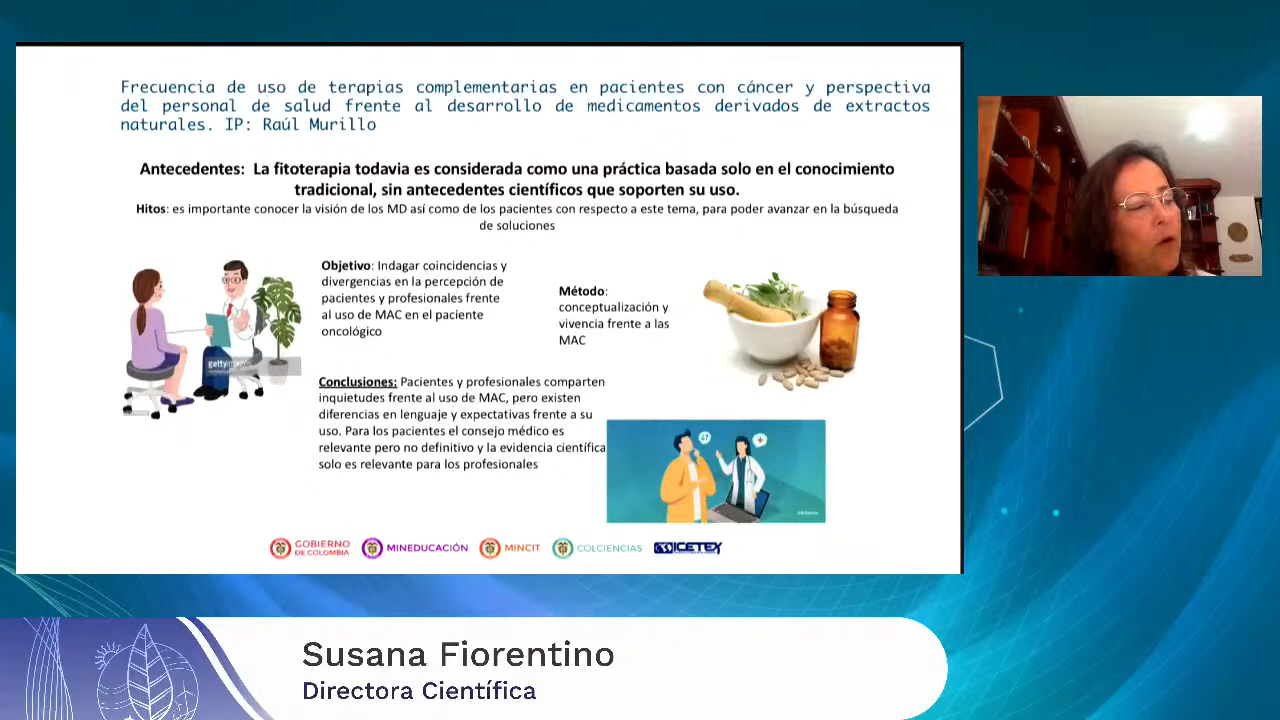 Frecuencia de uso de terapias complementarias en pacientes con cáncer y perspectiva
del personal de salud frente al desarrollo de medicamentos derivados de extractos
naturales. IP: Raúl Murillo
Antecedentes: La fitoterapia todavia es considerada como una práctica basada solo en el conocimiento
tradicional, sin antecedentes científicos que soporten su uso.
Hitos: es importante conocer la visión de los MD así como de los pacientes con respecto a este tema, para poder avanzar en la búsqueda
de soluciones
Objetivo: Indagar coincidencias y
divergencias en la percepción de
pacientes y profesionales frente
al uso de MAC en el paciente
oncológico
Método:
conceptualización y
vivencia frente a las
MAC
Conclusiones: Pacientes y profesionales comparten
inquietudes frente al uso de MAC, pero existen
diferencias en lenguaje y expectativas frente a su
uso. Para los pacientes el consejo médico es
relevante pero no definitivo y la evidencia científica
solo es relevante para los profesionales
GOBIERNO
DE COLOMBIA
MINEDUCACIÓN
MINCIT
COLCIENCIAS
ICETEX
Susana Fiorentino
Directora Científica